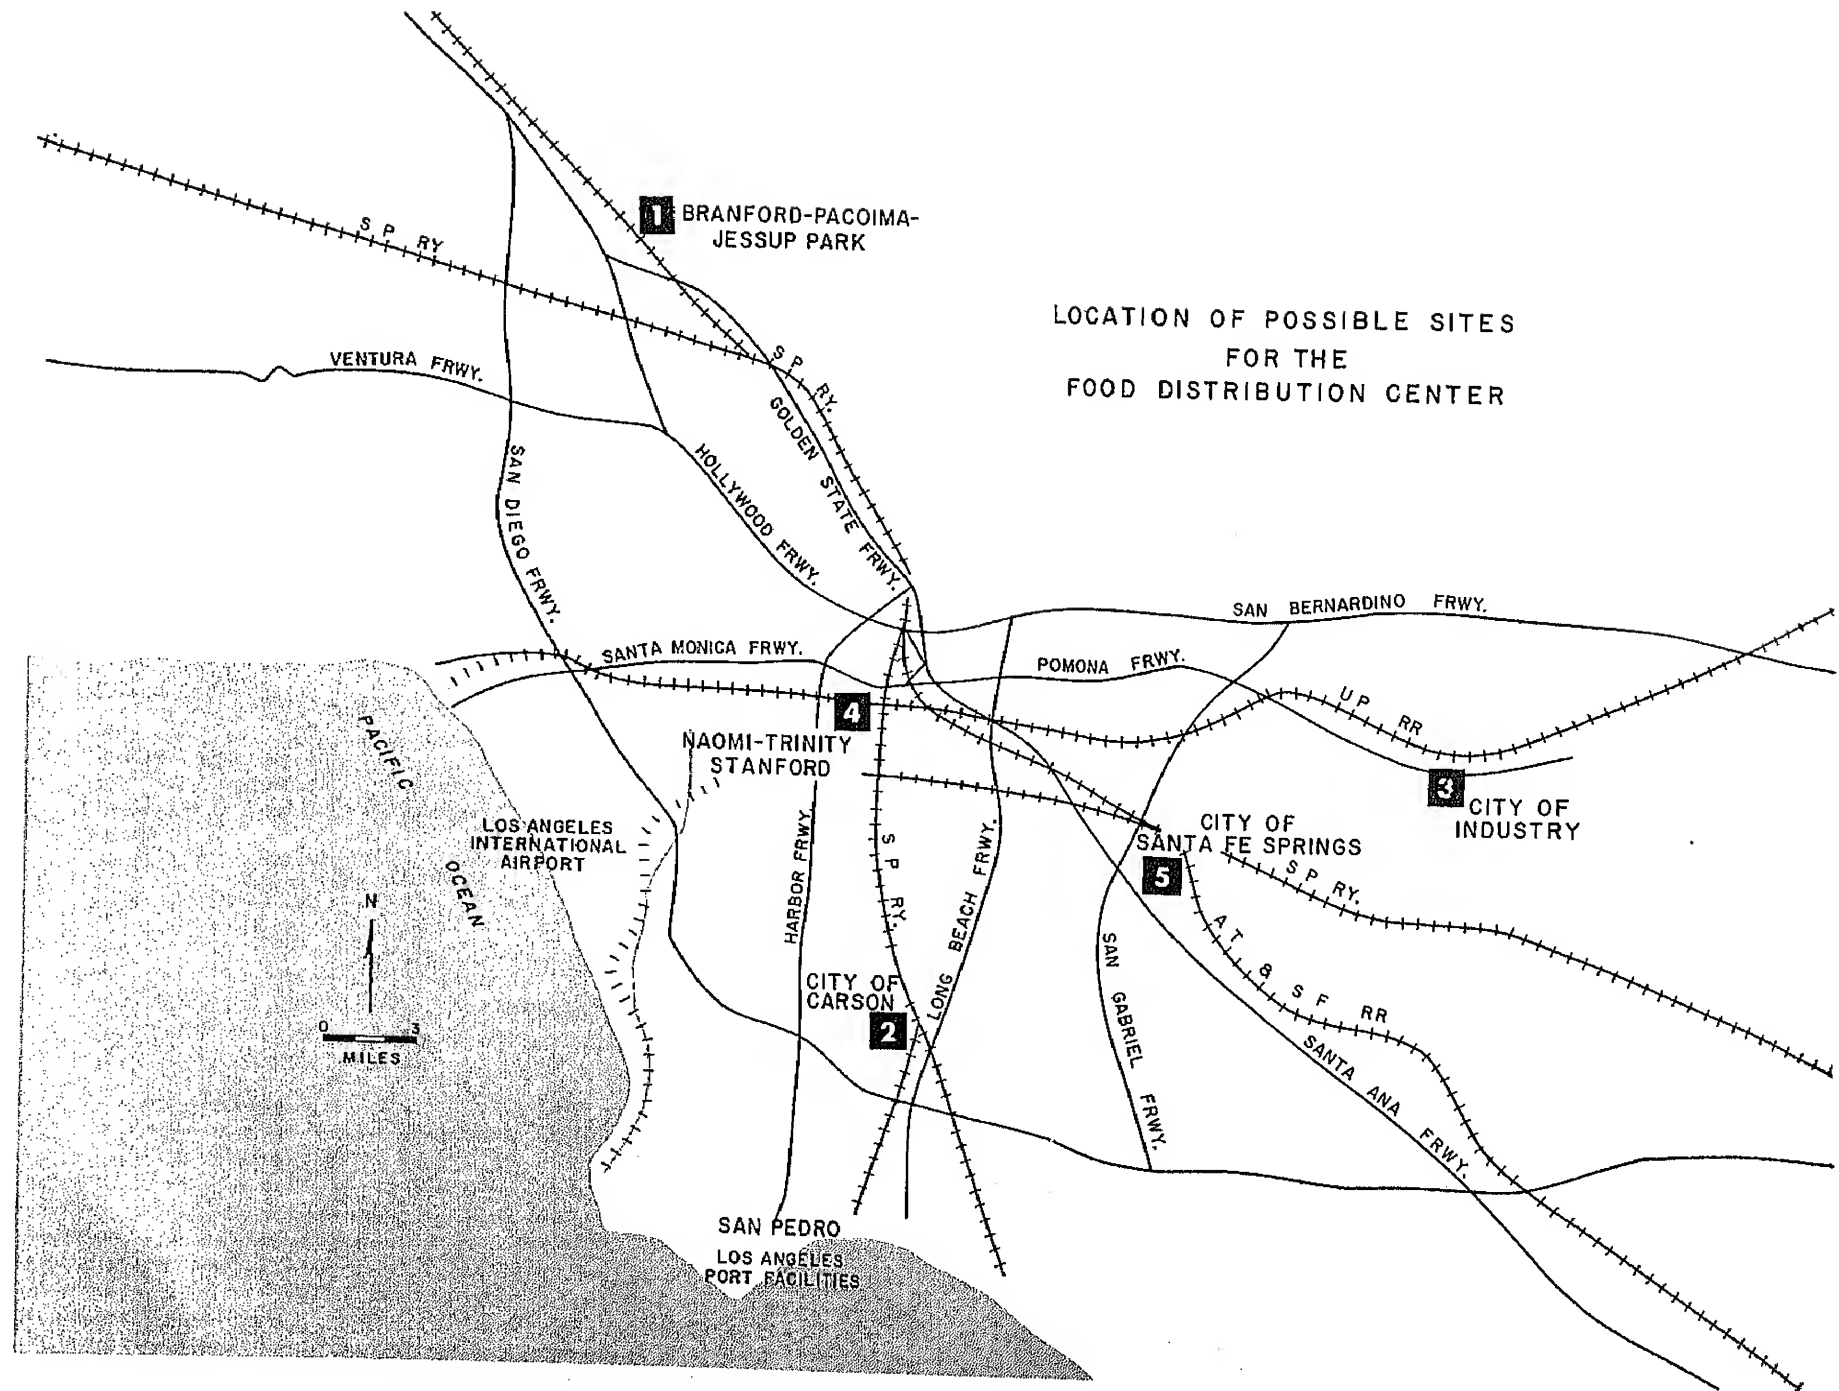 1 BRANFORD-PACOIMA-
JESSUP PARK
S P RY
LOCATION OF POSSIBLE SITES
FOR THE
FOOD DISTRIBUTION CENTER
VENTURA FRWY.
S P RY.
GOLDEN STATE FRWY.
HOLLYWOOD FRWY.
SAN DIEGO FRWY.
SAN BERNARDINO FRWY.
SANTA MONICA FRWY.
POMONA FRWY.
U P RR
4
NAOMI-TRINITY
STANFORD
3
CITY OF
INDUSTRY
PACIFIC
OCEAN
LOS ANGELES
INTERNATIONAL
AIRPORT
HARBOR FRWY.
S P RY.
LONG BEACH FRWY.
CITY OF
SANTA FE SPRINGS
5
S P RY.
A T & S F RR
SAN GABRIEL FRWY.
SANTA ANA FRWY.
N
0 3
MILES
CITY OF
CARSON
2
SAN PEDRO
LOS ANGELES
PORT FACILITIES